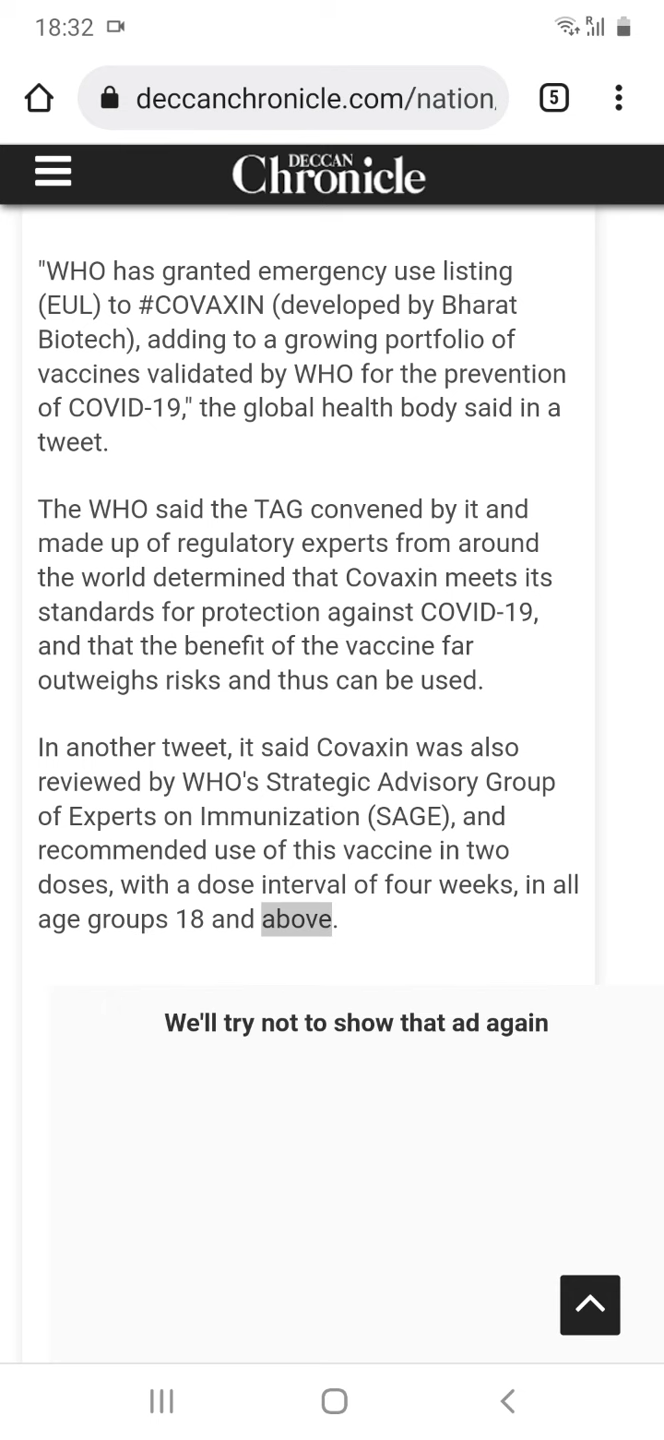 18:32
R
deccanchronicle.com/nation
5
DECCAN
Chronicle
"WHO has granted emergency use listing
(EUL) to #COVAXIN (developed by Bharat
Biotech), adding to a growing portfolio of
vaccines validated by WHO for the prevention
of COVID-19," the global health body said in a
tweet.
The WHO said the TAG convened by it and
made up of regulatory experts from around
the world determined that Covaxin meets its
standards for protection against COVID-19,
and that the benefit of the vaccine far
outweighs risks and thus can be used.
In another tweet, it said Covaxin was also
reviewed by WHO's Strategic Advisory Group
of Experts on Immunization (SAGE), and
recommended use of this vaccine in two
doses, with a dose interval of four weeks, in all
age groups 18 and above.
We'll try not to show that ad again